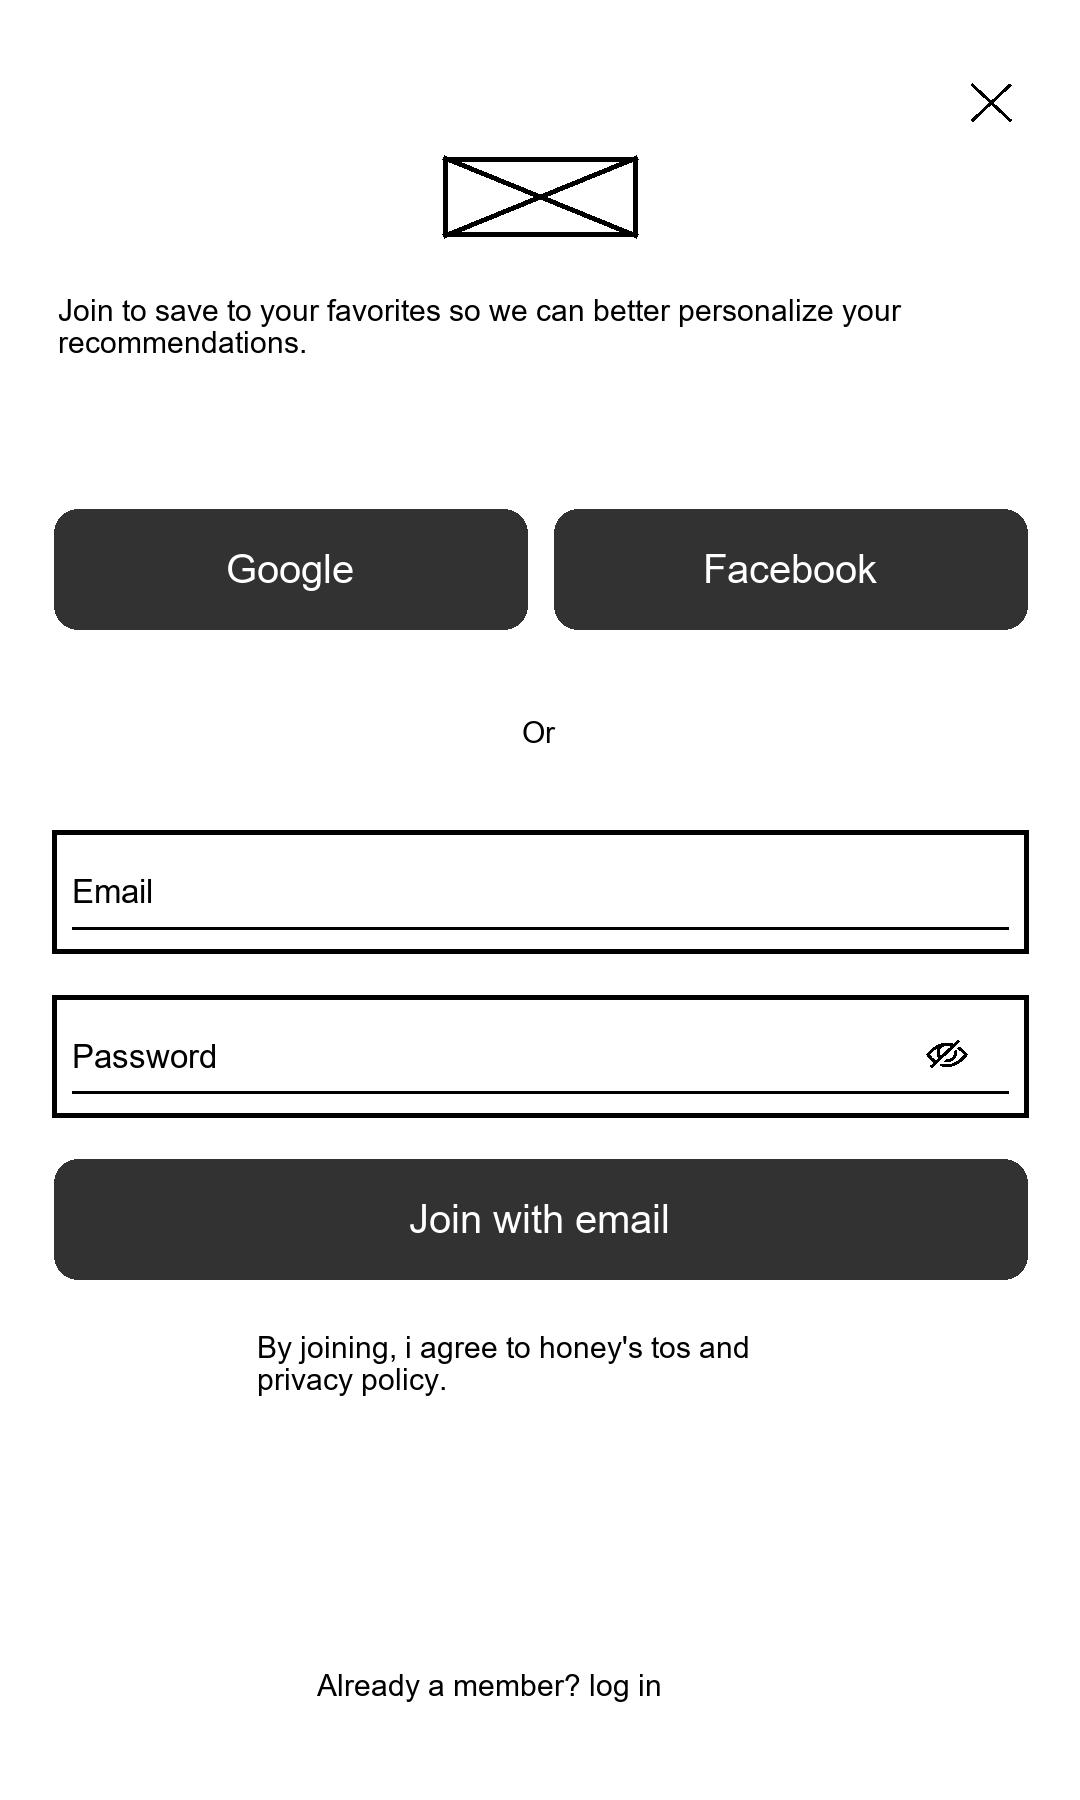 Join to save to your favorites so we can better personalize your
recommendations.
Google
Facebook
Or
Email
Password
Join with email
By joining, i agree to honey's tos and
privacy policy.
Already a member? log in